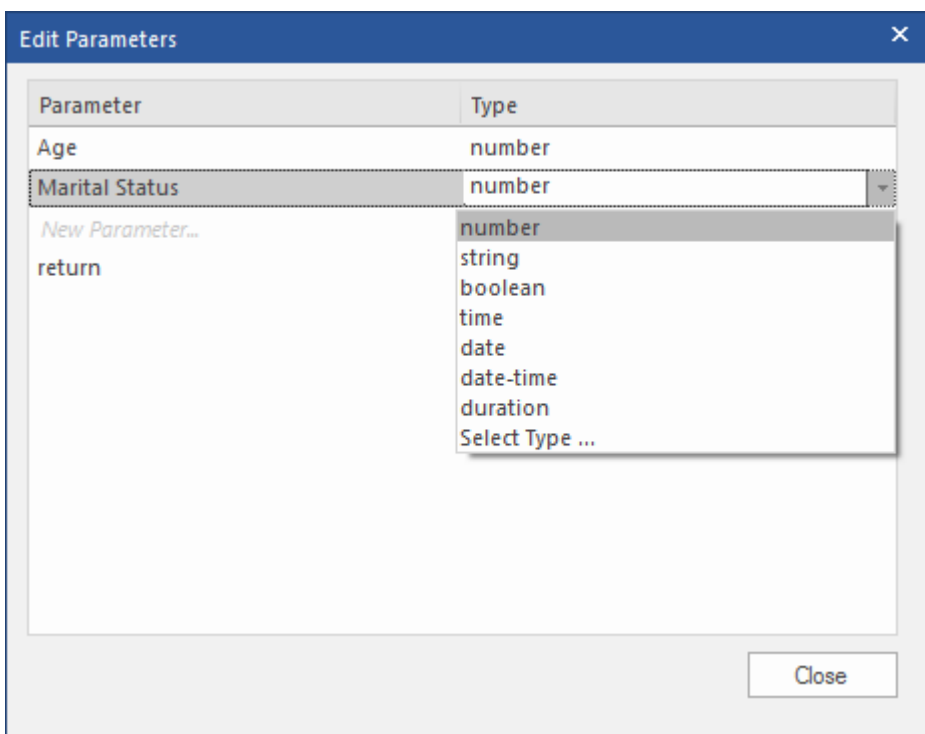 Edit Parameters
Parameter Type
Age number
Marital Status number
New Parameter... number
return string
boolean
time
date
date-time
duration
Select Type ...
Close